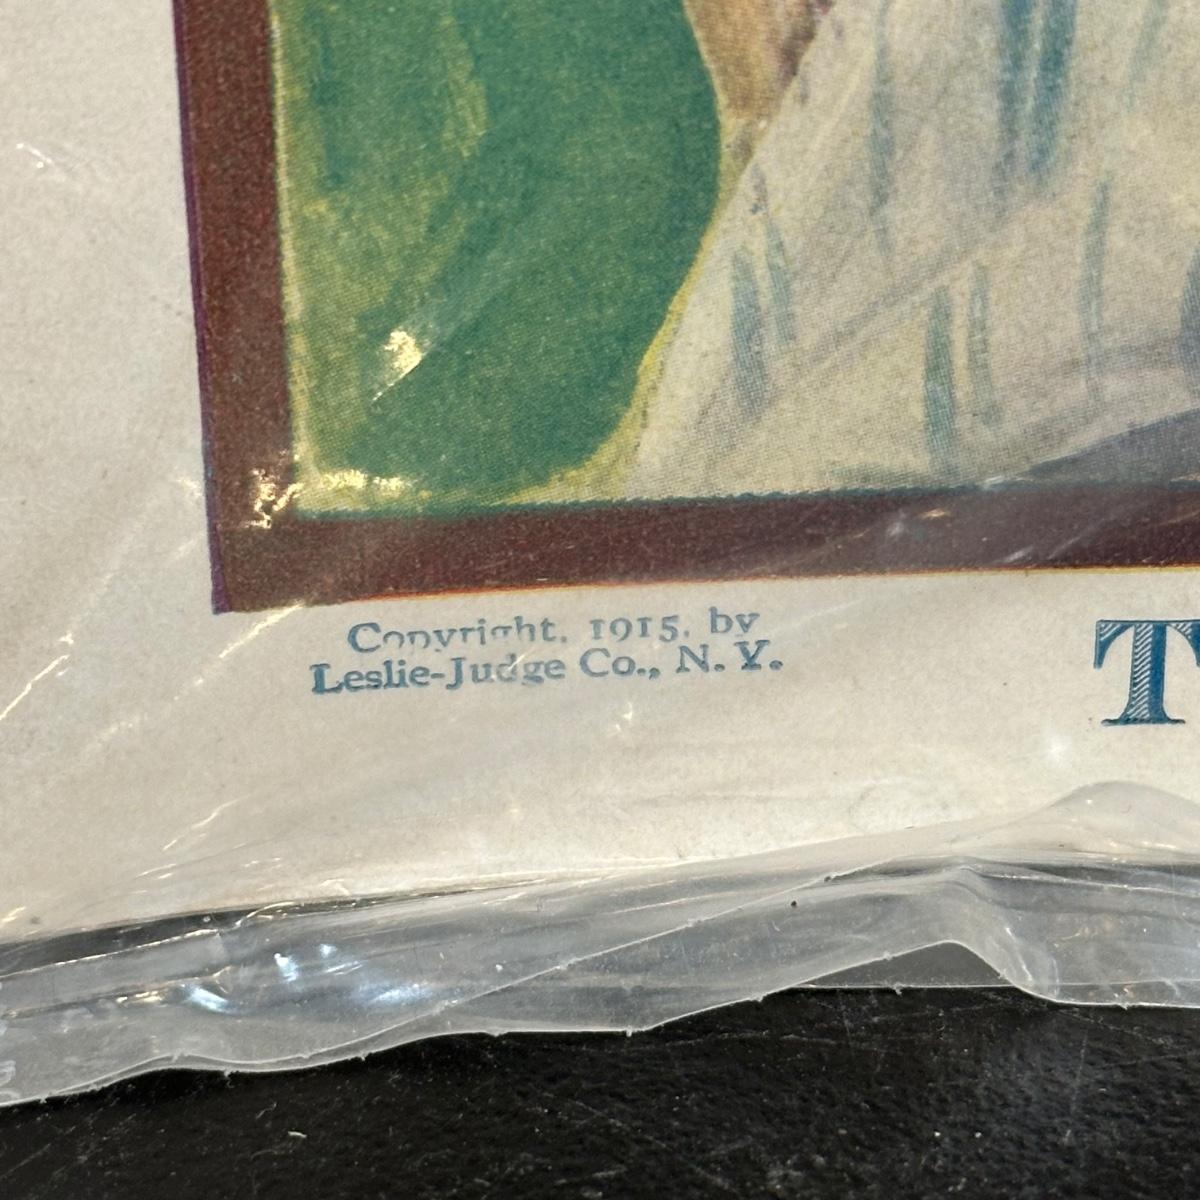 Copyright, 1915, by
Leslie-Judge Co., N. Y.
T